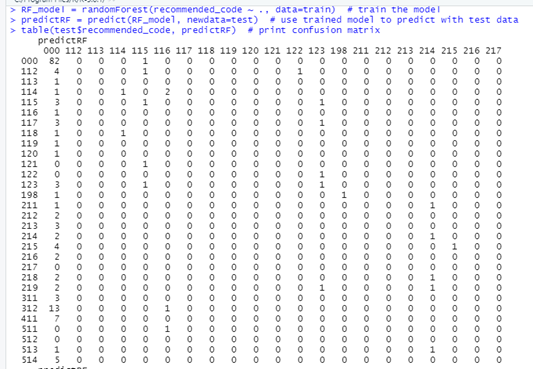 > RF_model = randomForest(recommended_code ~ ., data=train)  # train the model
> predictRF = predict(RF_model, newdata=test)  # use trained model to predict with test data
> table(test$recommended_code, predictRF)  # print confusion matrix
predictRF
000 112 113 114 115 116 117 118 119 120 121 122 123 198 211 212 213 214 215 216 217
000 82 0 0 0 1 0 0 0 0 0 0 0 0 0 0 0 0 0 0 0 0
112 4 0 0 0 1 0 0 0 0 0 0 1 0 0 0 0 0 0 0 0 0
113 1 0 0 0 0 0 0 0 0 0 0 0 0 0 0 0 0 0 0 0 0
114 1 0 0 1 0 2 0 0 0 0 0 0 0 0 0 0 0 0 0 0 0
115 3 0 0 0 1 0 0 0 0 0 0 0 1 0 0 0 0 0 0 0 0
116 1 0 0 0 0 0 0 0 0 0 0 0 0 0 0 0 0 0 0 0 0
117 3 0 0 0 0 0 0 0 0 0 0 0 1 0 0 0 0 0 0 0 0
118 1 0 0 1 0 0 0 0 0 0 0 0 0 0 0 0 0 0 0 0 0
119 1 0 0 0 0 0 0 0 0 0 0 0 0 0 0 0 0 0 0 0 0
120 1 0 0 0 0 0 0 0 0 0 0 0 0 0 0 0 0 0 0 0 0
121 0 0 0 0 1 0 0 0 0 0 0 0 0 0 0 0 0 0 0 0 0
122 0 0 0 0 0 0 0 0 0 0 0 0 1 0 0 0 0 0 0 0 0
123 3 0 0 0 1 0 0 0 0 0 0 0 1 0 0 0 0 0 0 0 0
198 1 0 0 0 0 0 0 0 0 0 0 0 0 1 0 0 0 0 0 0 0
211 1 0 0 0 0 0 0 0 0 0 0 0 0 0 0 0 0 1 0 0 0
212 2 0 0 0 0 0 0 0 0 0 0 0 0 0 0 0 0 0 0 0 0
213 3 0 0 0 0 0 0 0 0 0 0 0 0 0 0 0 0 0 0 0 0
214 2 0 0 0 0 0 0 0 0 0 0 0 0 0 0 0 0 1 0 0 0
215 4 0 0 0 0 0 0 0 0 0 0 0 0 0 0 0 0 0 1 0 0
216 2 0 0 0 0 0 0 0 0 0 0 0 0 0 0 0 0 0 0 0 0
217 0 0 0 0 0 0 0 0 0 0 0 0 0 0 0 0 0 0 0 0 0
218 2 0 0 0 0 0 0 0 0 0 0 0 0 0 0 0 0 1 0 0 0
219 2 0 0 0 0 0 0 0 0 0 0 0 1 0 0 0 0 1 0 0 0
311 3 0 0 0 0 0 0 0 0 0 0 0 0 0 0 0 0 0 0 0 0
312 13 0 0 0 0 1 0 0 0 0 0 0 0 0 0 0 0 0 0 0 0
411 7 0 0 0 0 0 0 0 0 0 0 0 0 0 0 0 0 0 0 0 0
511 0 0 0 0 0 1 0 0 0 0 0 0 0 0 0 0 0 0 0 0 0
512 0 0 0 0 0 0 0 0 0 0 0 0 0 0 0 0 0 0 0 0 0
513 1 0 0 0 0 0 0 0 0 0 0 0 0 0 0 0 0 1 0 0 0
514 5 0 0 0 0 0 0 0 0 0 0 0 0 0 0 0 0 0 0 0 0